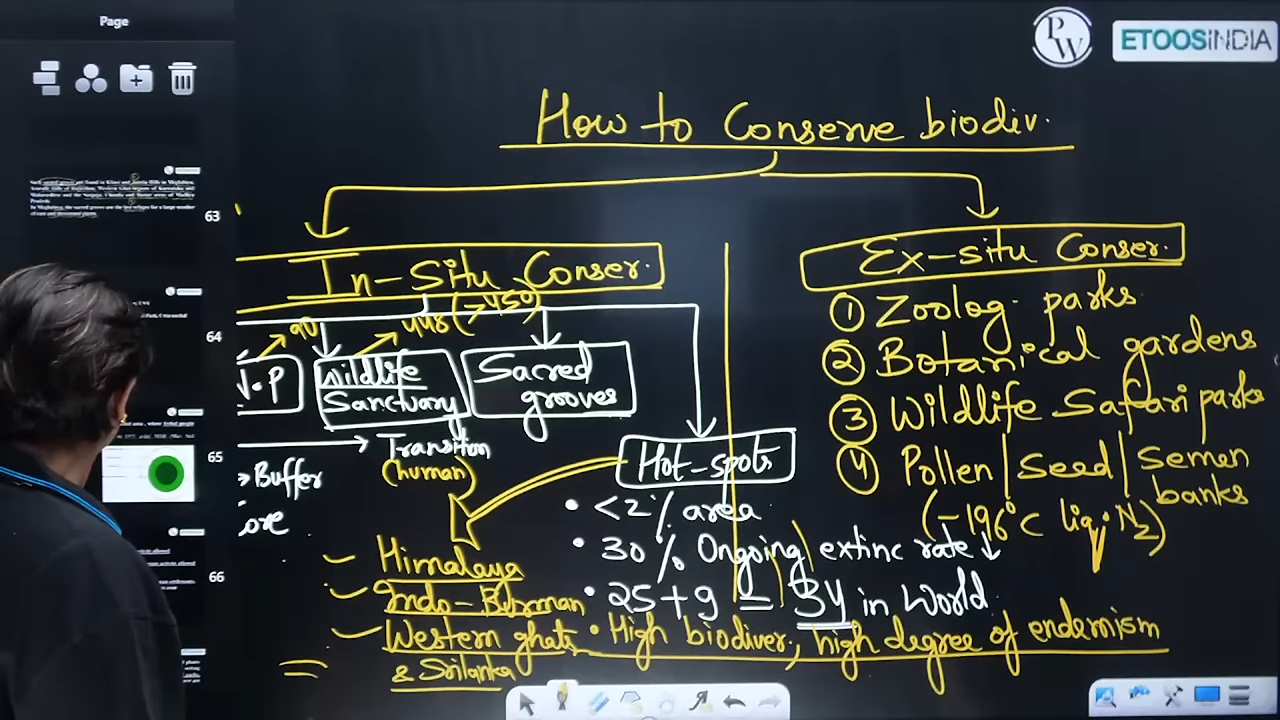 Page
PW
ETOOSINDIA
How to Conserve biodiv.
In-Situ Conser.
90
448 (→450)
N.P
Wildlife
Sanctuary
Sacred
grooves
Transition
(human)
Buffer
ore
Hot-spots
• <2% area
• 30% Ongoing extinc rate ↓
• 25 + 9 = 34 in World
• High biodiver, high degree of endemism
Himalaya
Indo-Burman
Western ghats
& Srilanka
Ex-situ Conser.
① Zoolog. parks
② Botanical gardens
③ Wildlife Safari parks
④ Pollen/Seed/Semen
banks
(-196°C liq. N2)
63
64
65
66